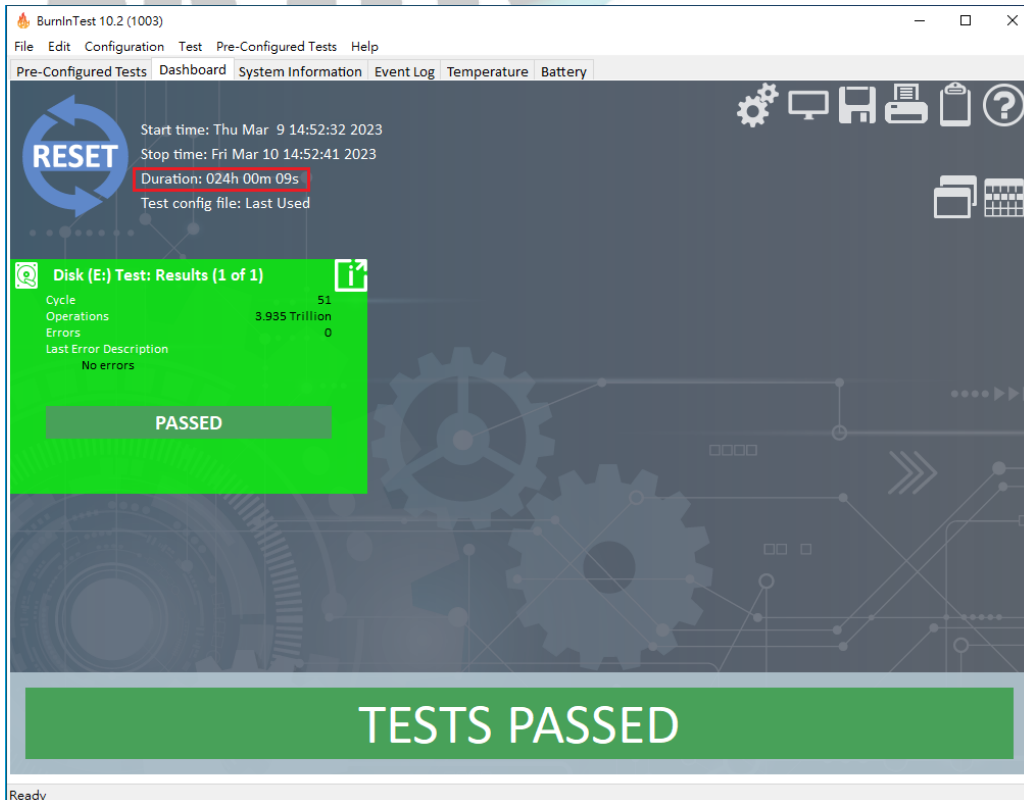 BurnInTest 10.2 (1003)
File Edit Configuration Test Pre-Configured Tests Help
Pre-Configured Tests Dashboard System Information Event Log Temperature Battery
RESET
Start time: Thu Mar 9 14:52:32 2023
Stop time: Fri Mar 10 14:52:41 2023
Duration: 024h 00m 09s
Test config file: Last Used
Disk (E:) Test: Results (1 of 1)
Cycle 51
Operations 3.935 Trillion
Errors 0
Last Error Description
No errors
PASSED
TESTS PASSED
Ready